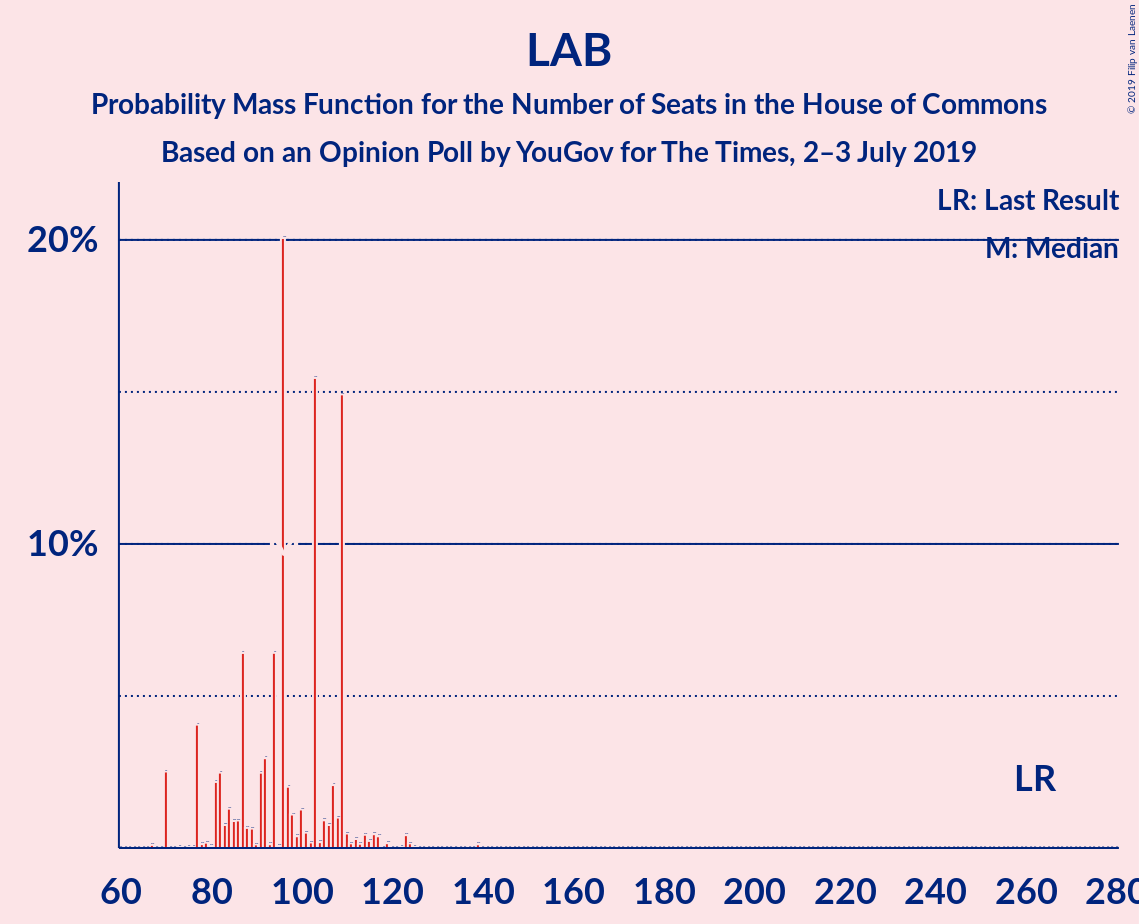 LAB
Probability Mass Function for the Number of Seats in the House of Commons
Based on an Opinion Poll by YouGov for The Times, 2–3 July 2019
© 2019 Filip van Laenen
LR: Last Result
M: Median
20%
10%
LR
60 80 100 120 140 160 180 200 220 240 260 280